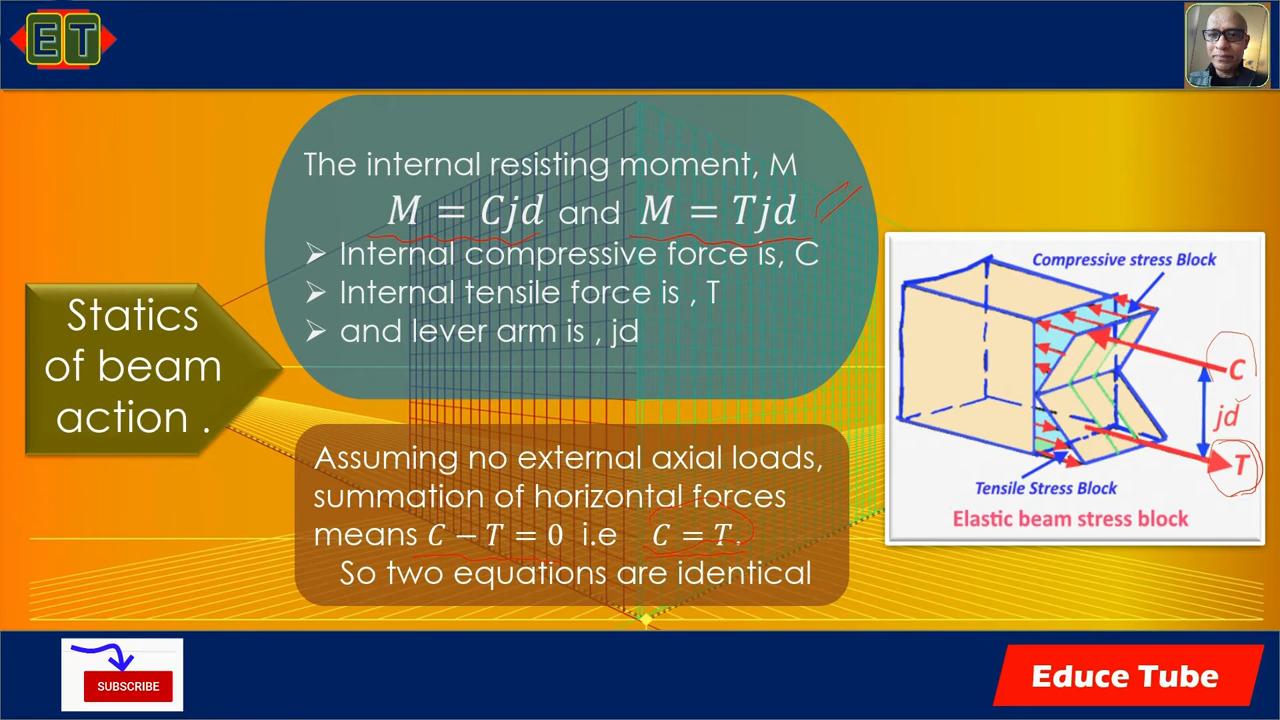 ET
The internal resisting moment, M
M = Cjd and M = Tjd
➢ Internal compressive force is, C
➢ Internal tensile force is , T
➢ and lever arm is , jd
Statics
of beam
action .
Assuming no external axial loads,
summation of horizontal forces
means C − T = 0 i.e C = T.
So two equations are identical
Compressive stress Block
C
jd
T
Tensile Stress Block
Elastic beam stress block
SUBSCRIBE
Educe Tube